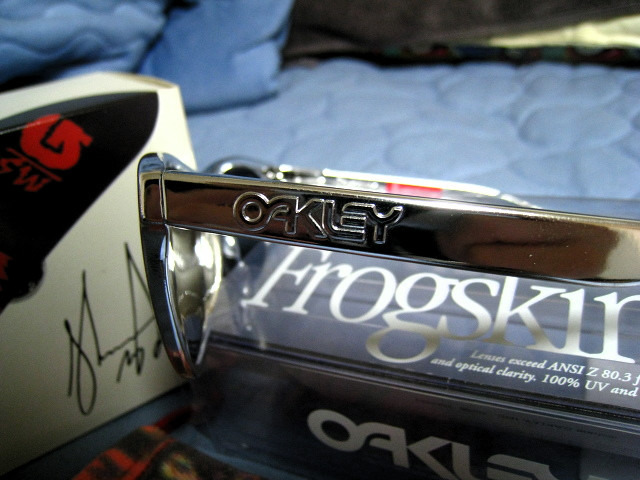 OAKLEY
Frogskin
Lenses exceed ANSI Z 80.3 f
and optical clarity. 100% UV and
OAKLEY